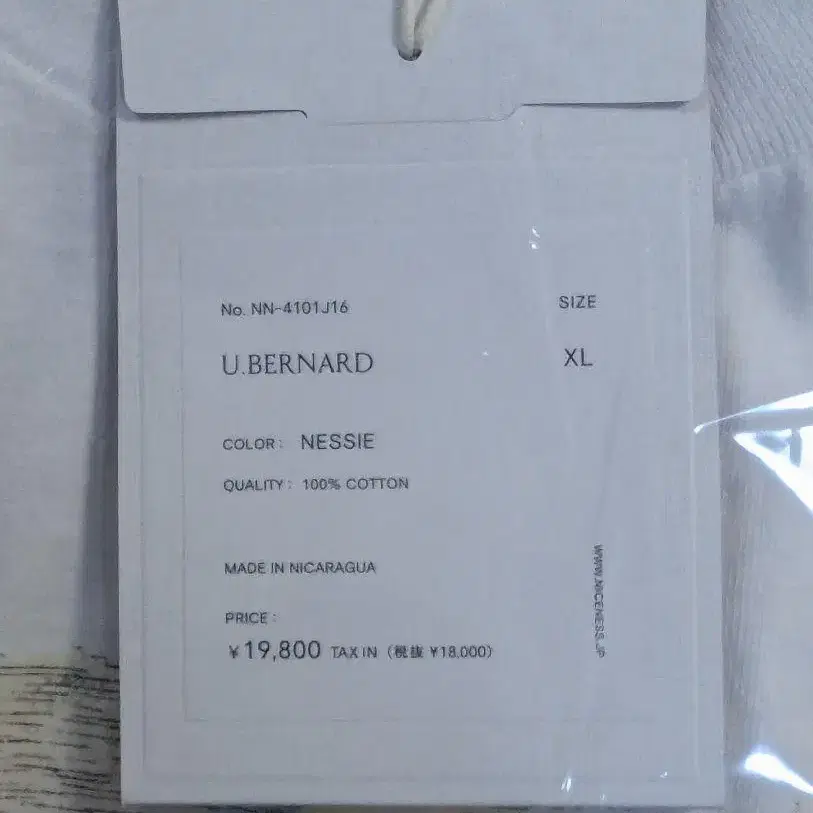 No. NN-4101J16
SIZE
U.BERNARD
XL
COLOR: NESSIE
QUALITY: 100% COTTON
MADE IN NICARAGUA
PRICE:
¥19,800 TAX IN (税抜 ¥18,000)
WWW.NICENESS.JP